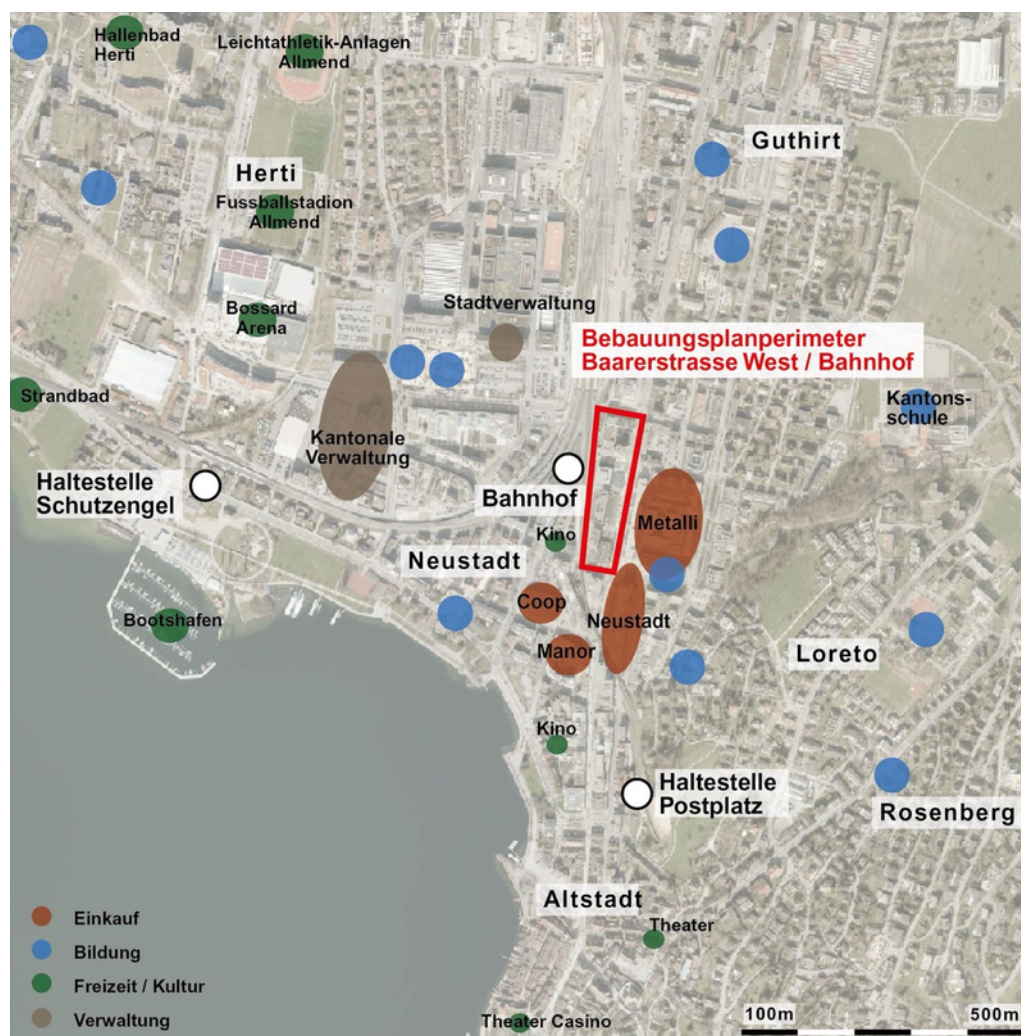 Hallenbad
Herti
Leichtathletik-Anlagen
Allmend
Guthirt
Herti
Fussballstadion
Allmend
Bossard
Arena
Stadtverwaltung
Bebauungsplanperimeter
Baarerstrasse West / Bahnhof
Strandbad
Kantons-
schule
Kantonale
Verwaltung
Haltestelle
Schutzengel
Bahnhof
Metalli
Kino
Neustadt
Coop
Neustadt
Bootshafen
Manor
Loreto
Kino
Haltestelle
Postplatz
Rosenberg
Altstadt
Theater
Theater Casino
Einkauf
Bildung
Freizeit / Kultur
Verwaltung
100m
500m